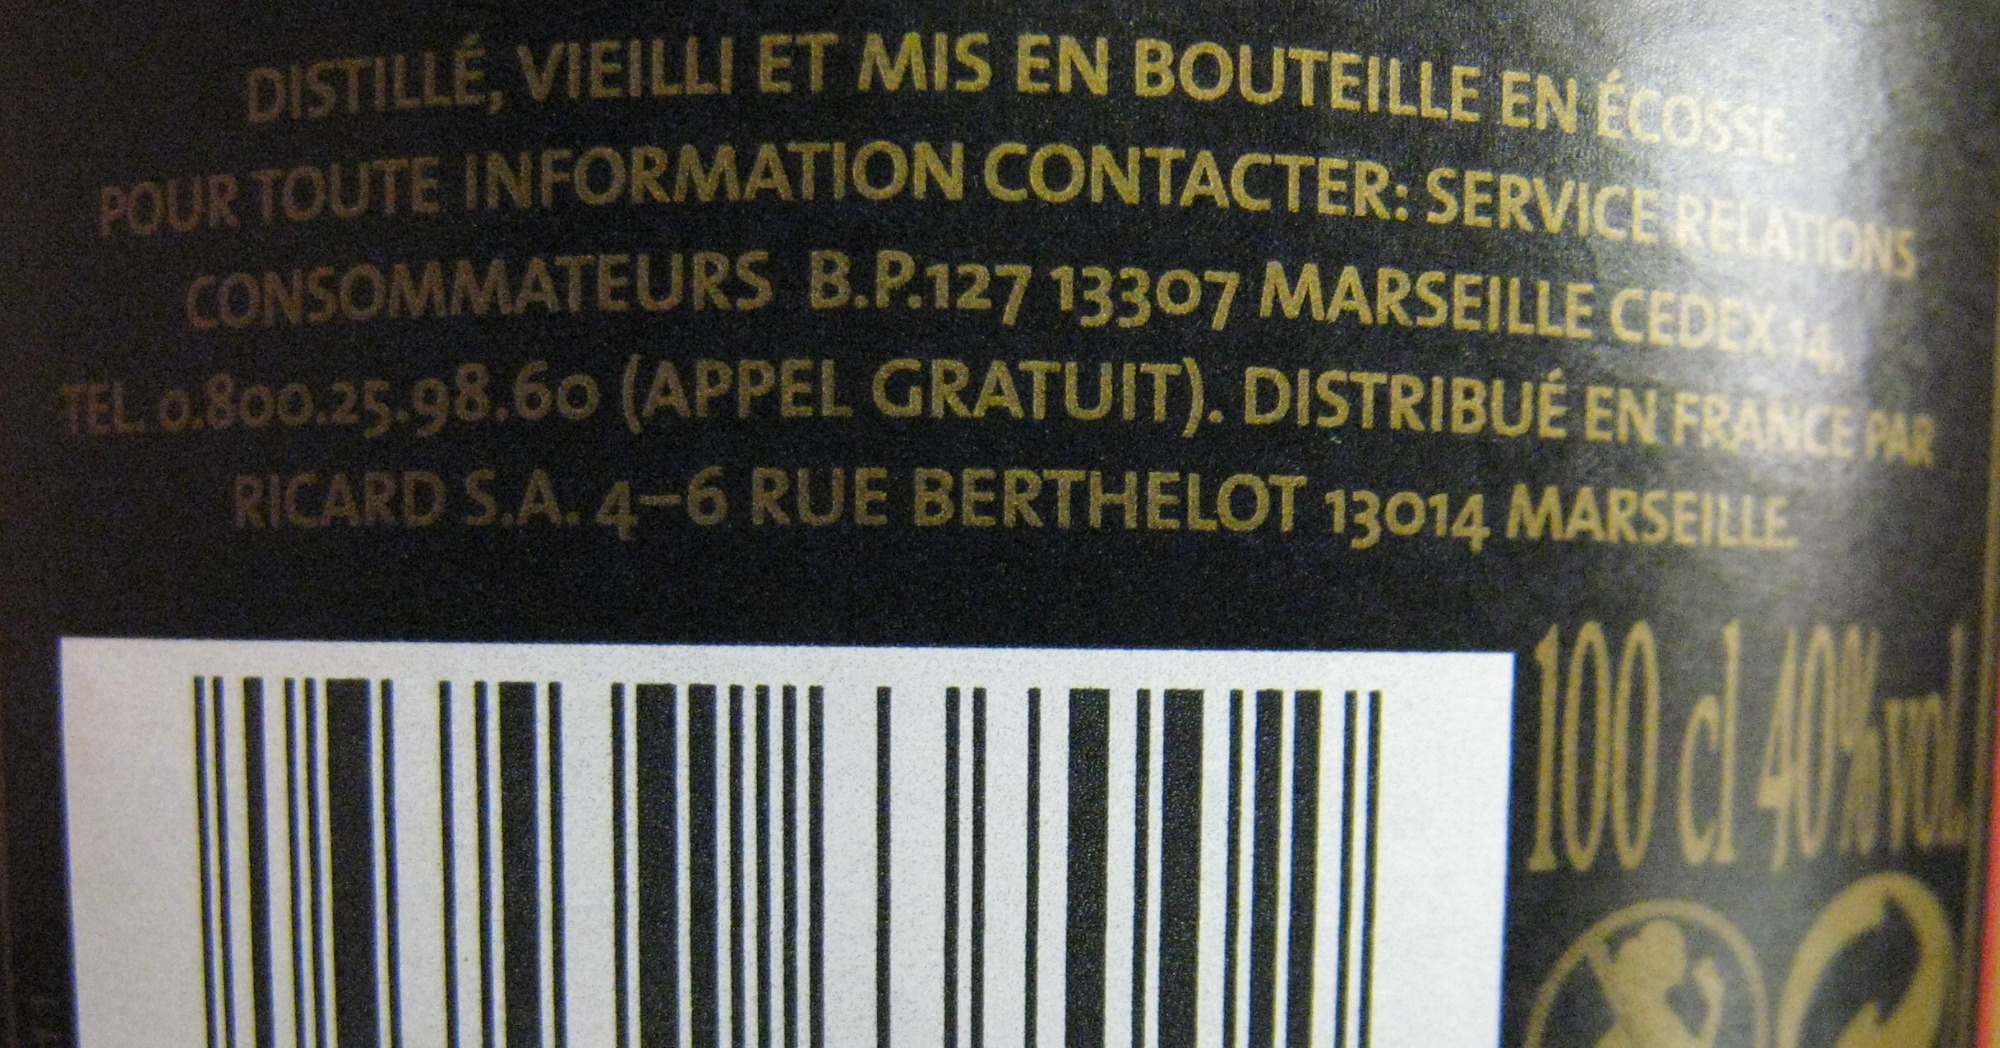 DISTILLÉ, VIEILLI ET MIS EN BOUTEILLE EN ÉCOSSE.
POUR TOUTE INFORMATION CONTACTER: SERVICE RELATIONS
CONSOMMATEURS B.P.127 13307 MARSEILLE CEDEX 14,
TEL. 0.800.25.98.60 (APPEL GRATUIT). DISTRIBUÉ EN FRANCE PAR
RICARD S.A. 4–6 RUE BERTHELOT 13014 MARSEILLE.
100 cl 40% vol.